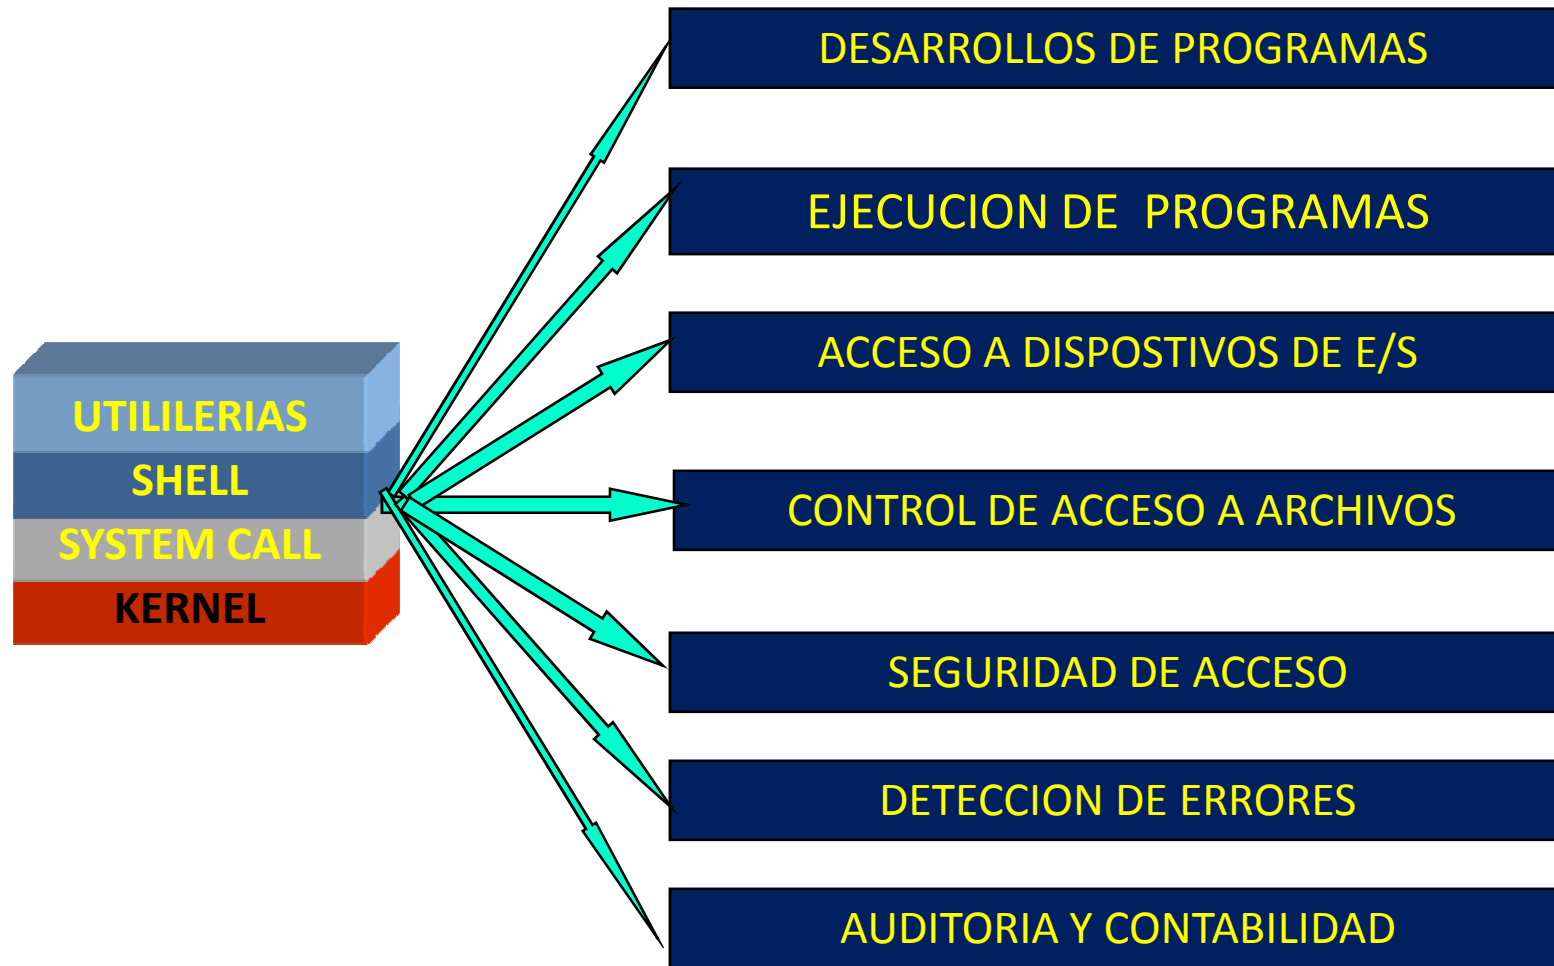 DESARROLLOS DE PROGRAMAS
EJECUCION DE PROGRAMAS
ACCESO A DISPOSTIVOS DE E/S
UTILILERIAS
SHELL
SYSTEM CALL
KERNEL
CONTROL DE ACCESO A ARCHIVOS
SEGURIDAD DE ACCESO
DETECCION DE ERRORES
AUDITORIA Y CONTABILIDAD